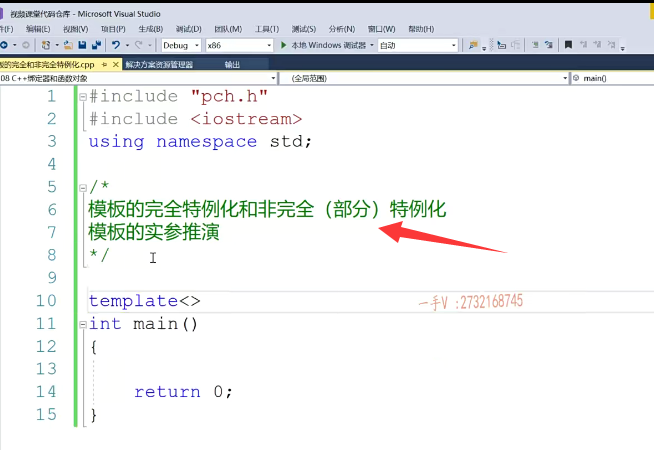 视频课堂代码仓库 - Microsoft Visual Studio
件(F) 编辑(E) 视图(V) 项目(P) 生成(B) 调试(D) 团队(M) 工具(T) 测试(S) 分析(N) 窗口(W) 帮助(H)
Debug x86 本地 Windows 调试器 自动
板的完全和非完全特例化.cpp 解决方案资源管理器 输出
08 C++绑定器和函数对象 (全局范围) main()
1 #include "pch.h"
2 #include <iostream>
3 using namespace std;
4
5 /*
6 模板的完全特例化和非完全（部分）特例化
7 模板的实参推演
8 */
9
10 template<> 一手V :2732168745
11 int main()
12 {
13
14 return 0;
15 }